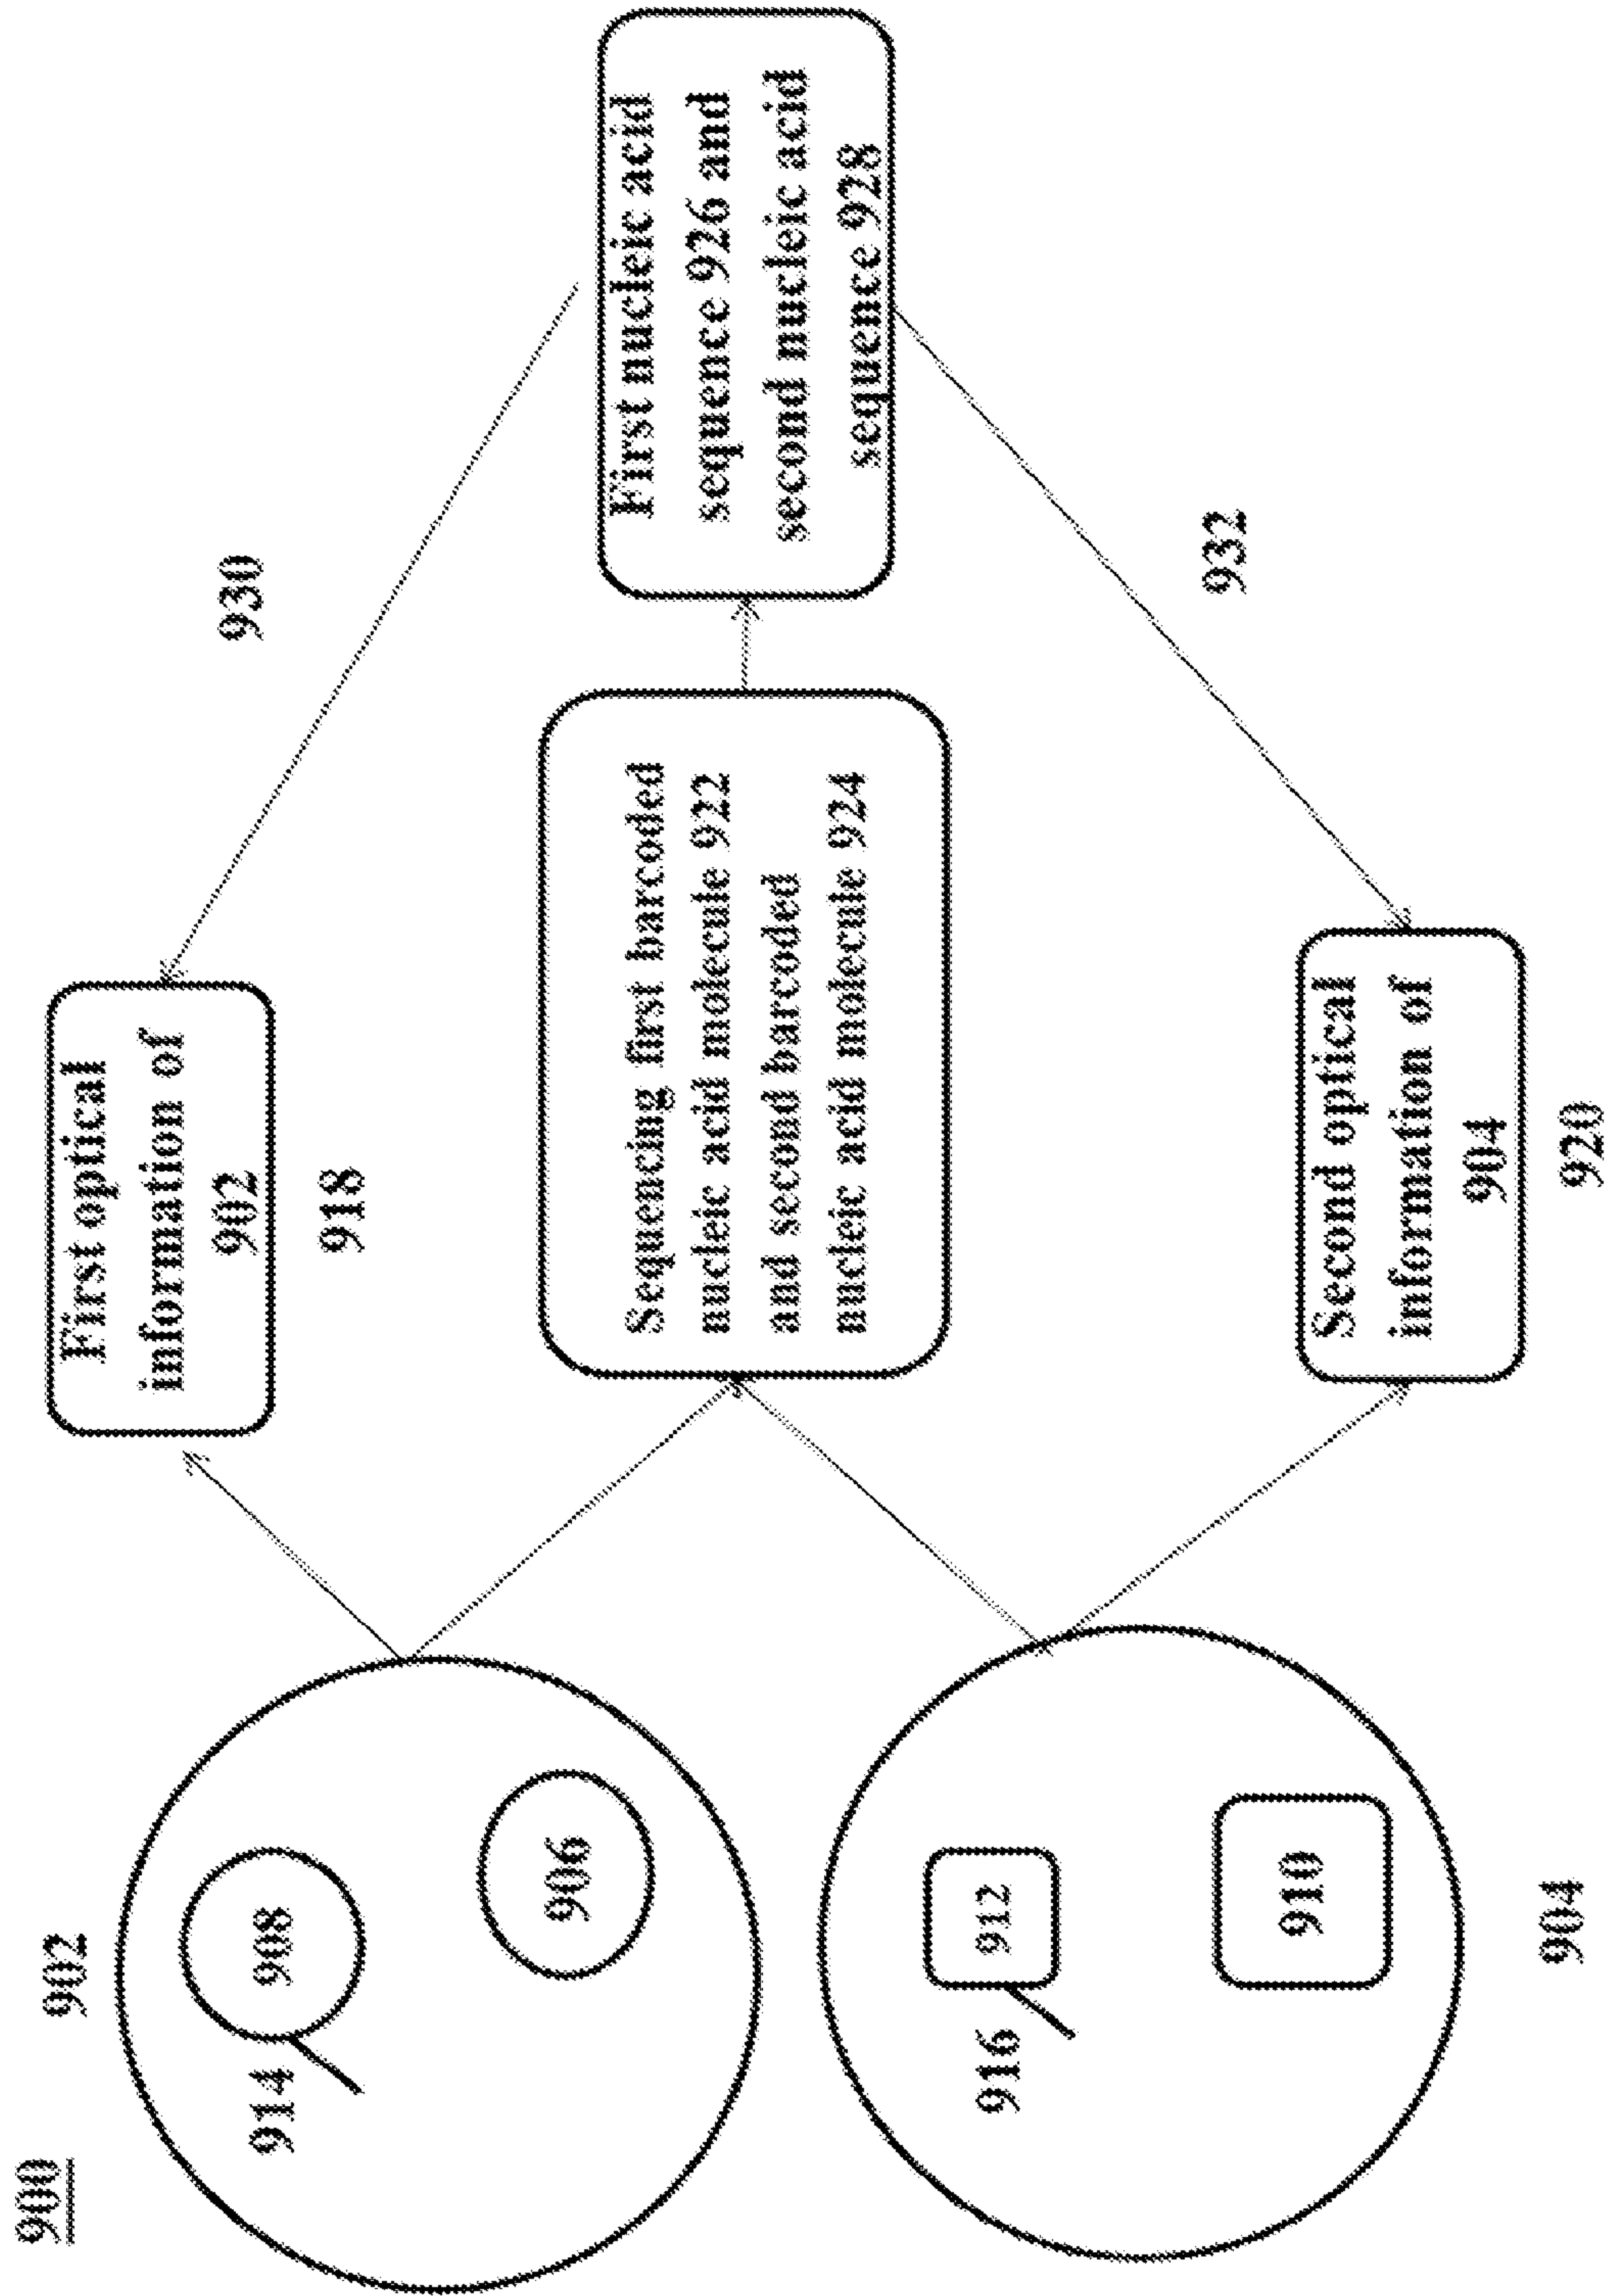 900
902
914
908
906
916
912
910
904
First optical
information of
902
918
Sequencing first barcoded
nucleic acid molecule 922
and second barcoded
nucleic acid molecule 924
Second optical
information of
904
920
930
First nucleic acid
sequence 926 and
second nucleic acid
sequence 928
932